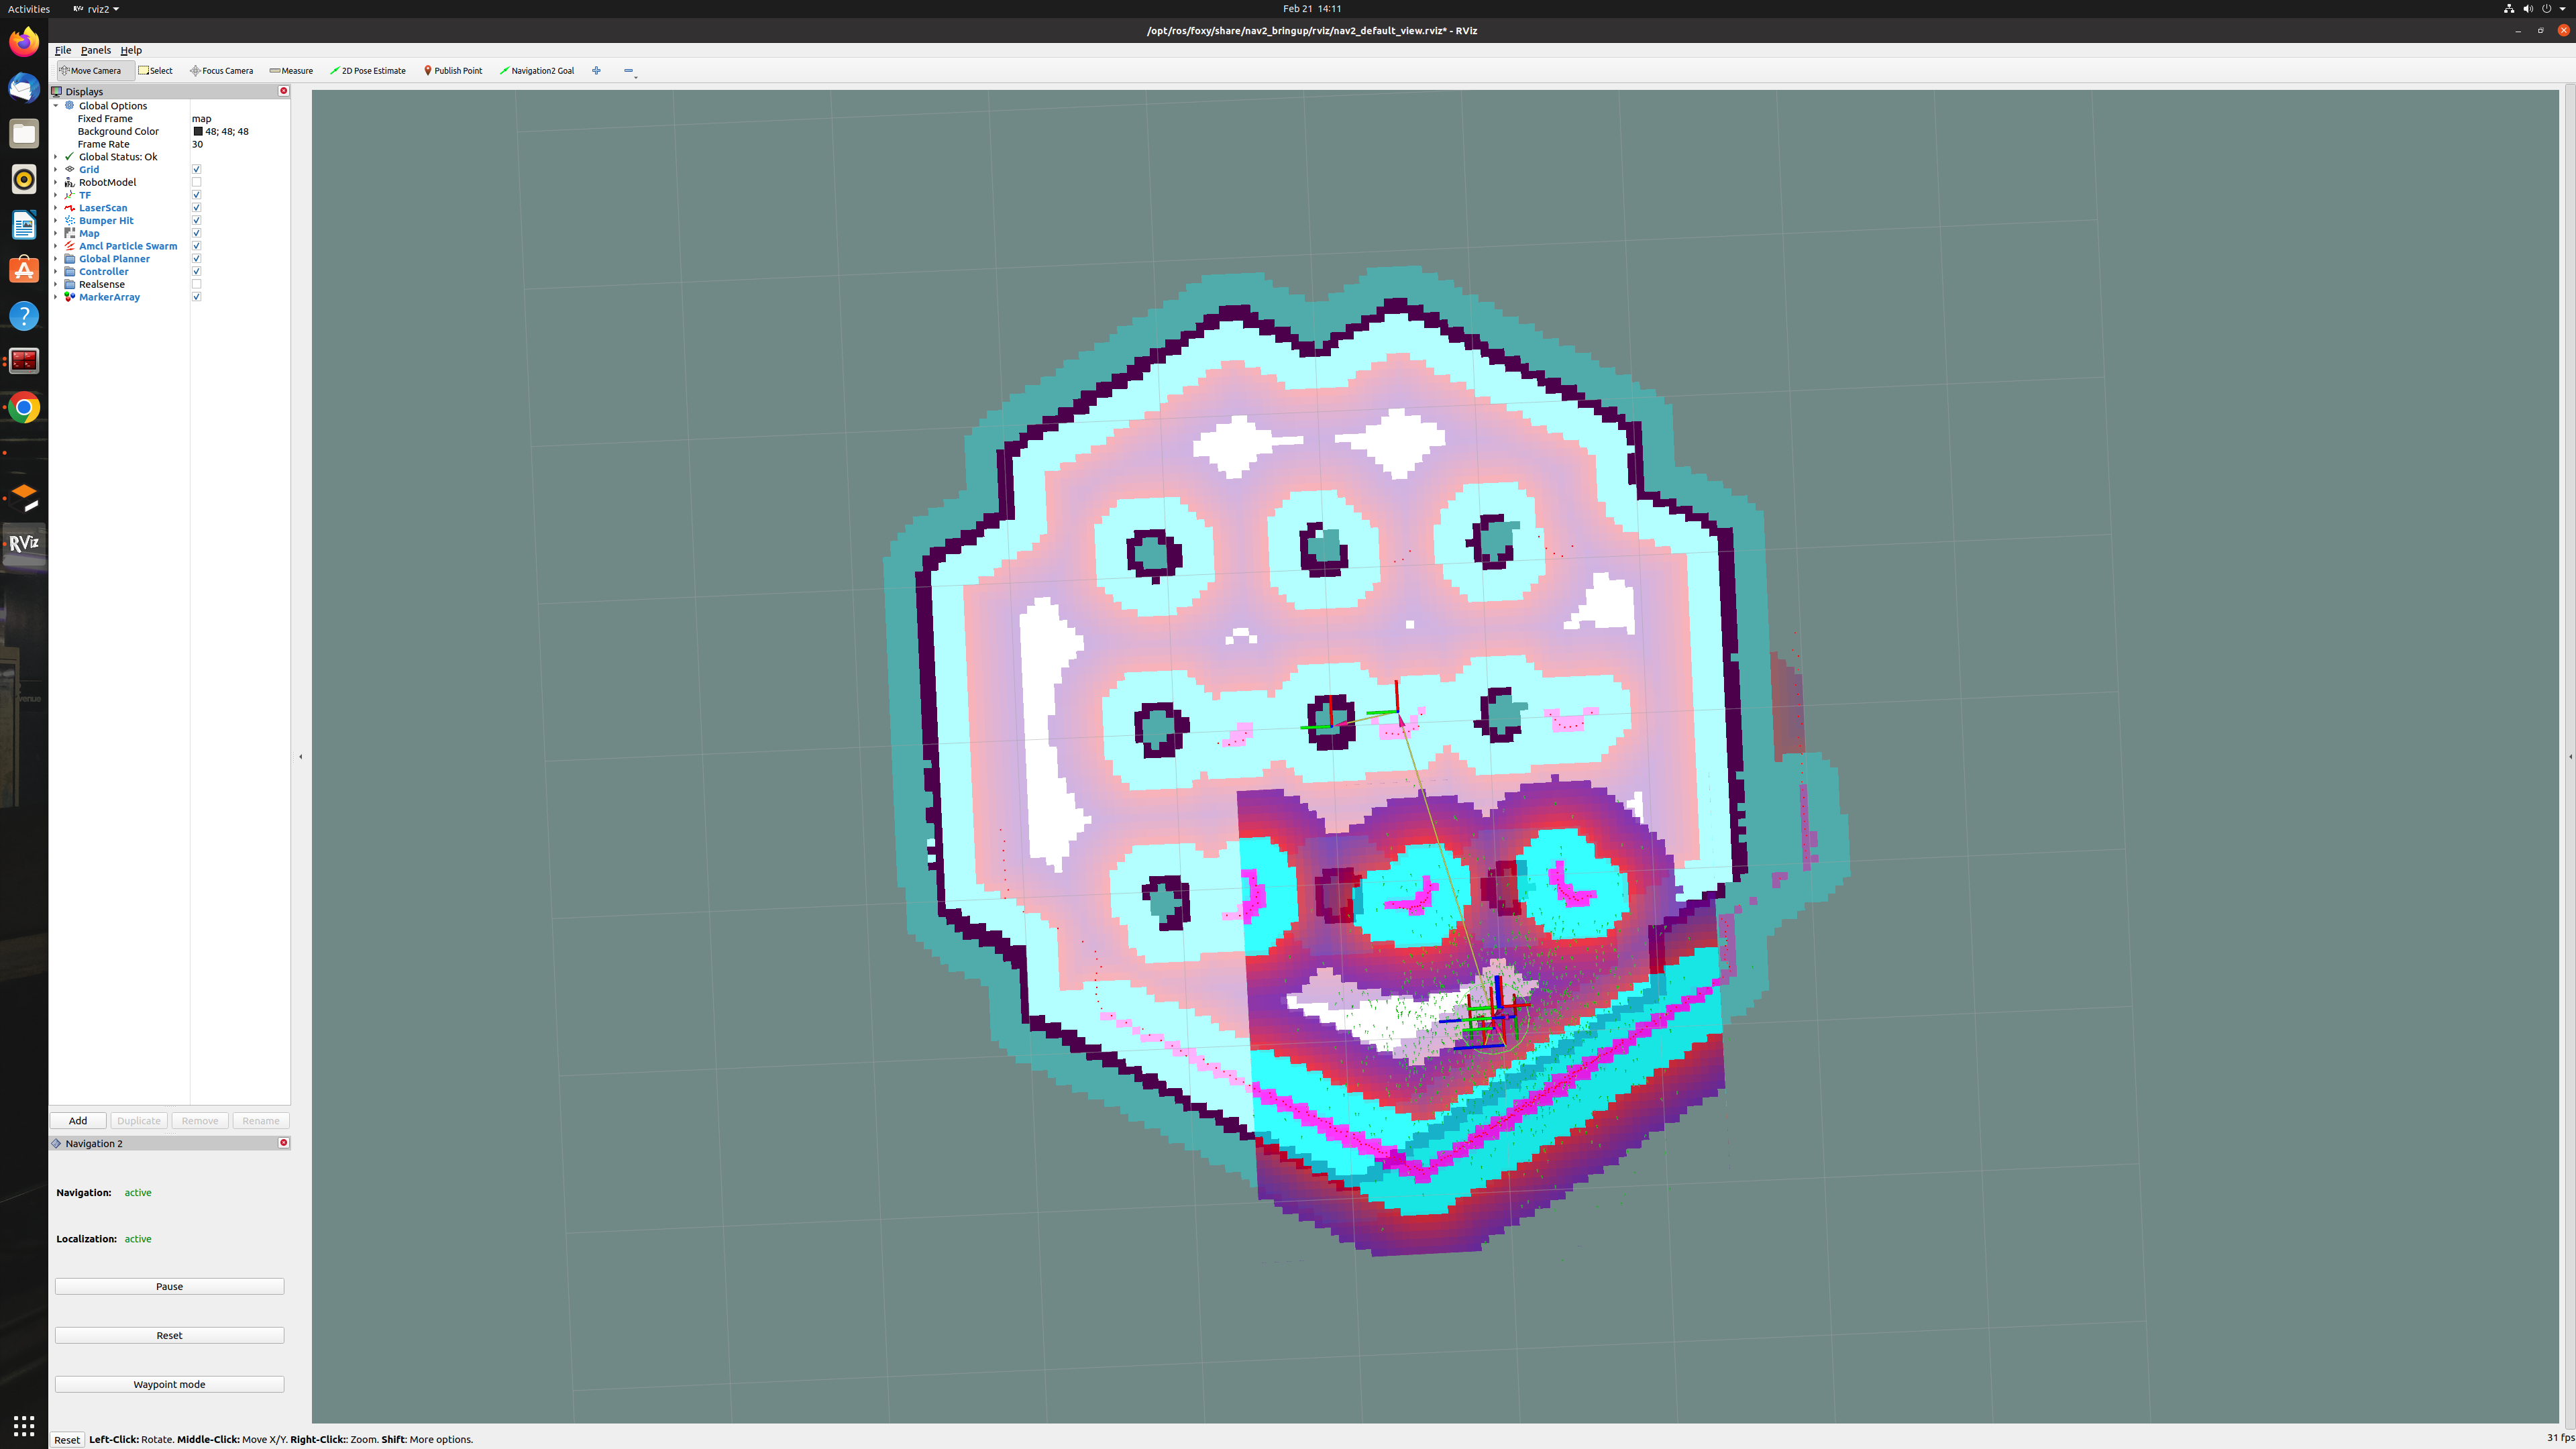 Activities
rviz2
Feb 21 14:11
/opt/ros/foxy/share/nav2_bringup/rviz/nav2_default_view.rviz* - RViz
File Panels Help
Move Camera Select Focus Camera Measure 2D Pose Estimate Publish Point Navigation2 Goal
Displays
Global Options
Fixed Frame map
Background Color 48; 48; 48
Frame Rate 30
Global Status: Ok
Grid
RobotModel
TF
LaserScan
Bumper Hit
Map
Amcl Particle Swarm
Global Planner
Controller
Realsense
MarkerArray
RViz
Add Duplicate Remove Rename
Navigation 2
Navigation: active
Localization: active
Pause
Reset
Waypoint mode
Reset Left-Click: Rotate. Middle-Click: Move X/Y. Right-Click:: Zoom. Shift: More options.
31 fps